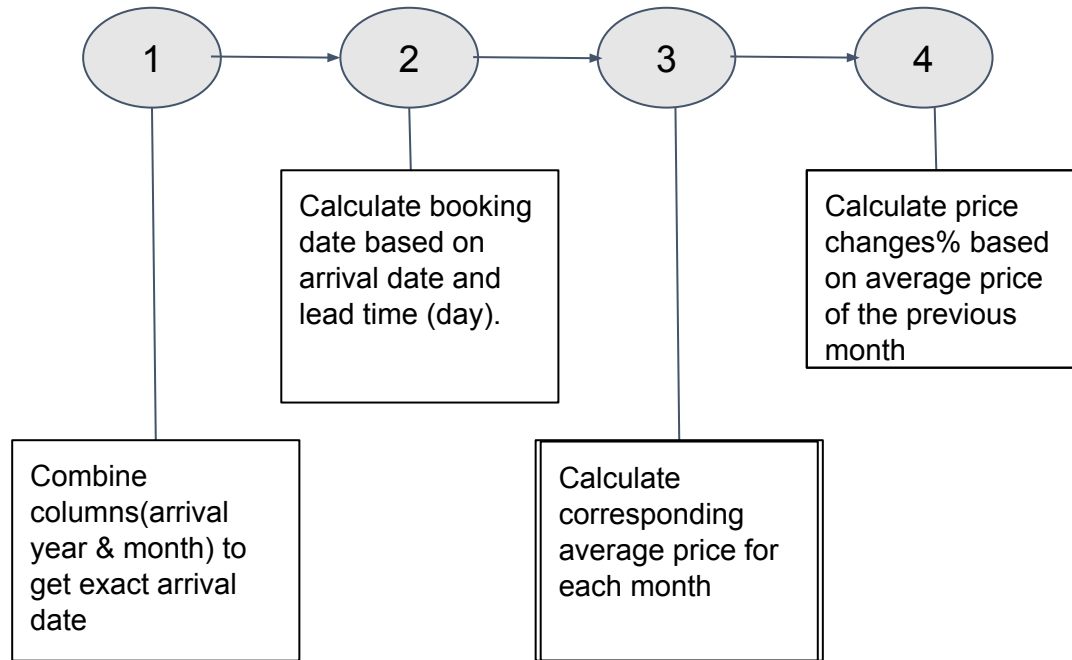 1
2
3
4
Calculate booking
date based on
arrival date and
lead time (day).
Calculate price
changes% based
on average price
of the previous
month
Combine
columns(arrival
year & month) to
get exact arrival
date
Calculate
corresponding
average price for
each month